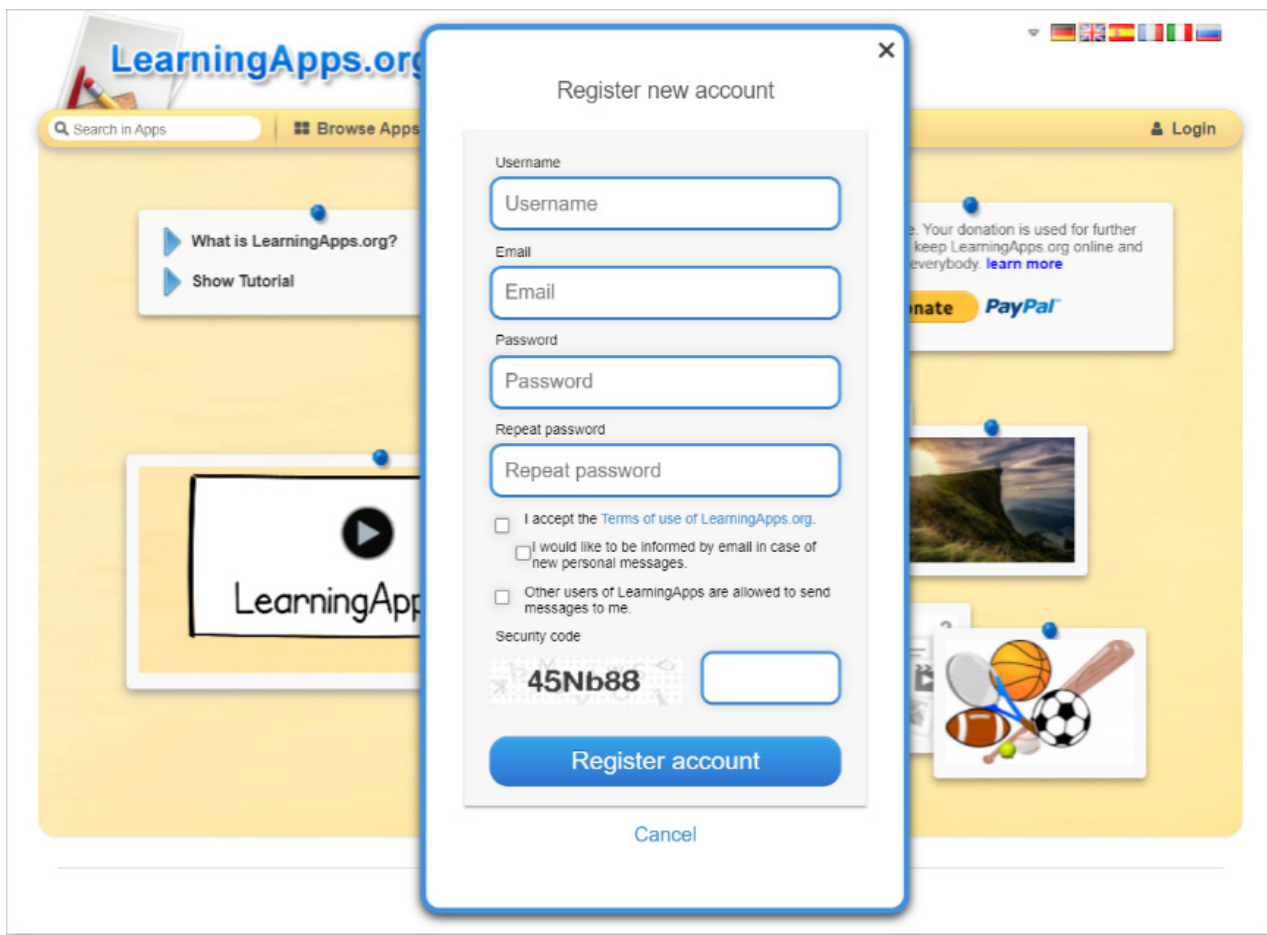 LearningApps.org
Search in Apps
Browse Apps
Login
What is LearningApps.org?
Show Tutorial
LearningApp
Register new account
Username
Username
Email
Email
Password
Password
Repeat password
Repeat password
I accept the Terms of use of LearningApps.org.
I would like to be informed by email in case of
new personal messages.
Other users of LearningApps are allowed to send
messages to me.
Security code
45Nb88
Register account
Cancel
e. Your donation is used for further
keep LearningApps.org online and
everybody. learn more
nate
PayPal
?